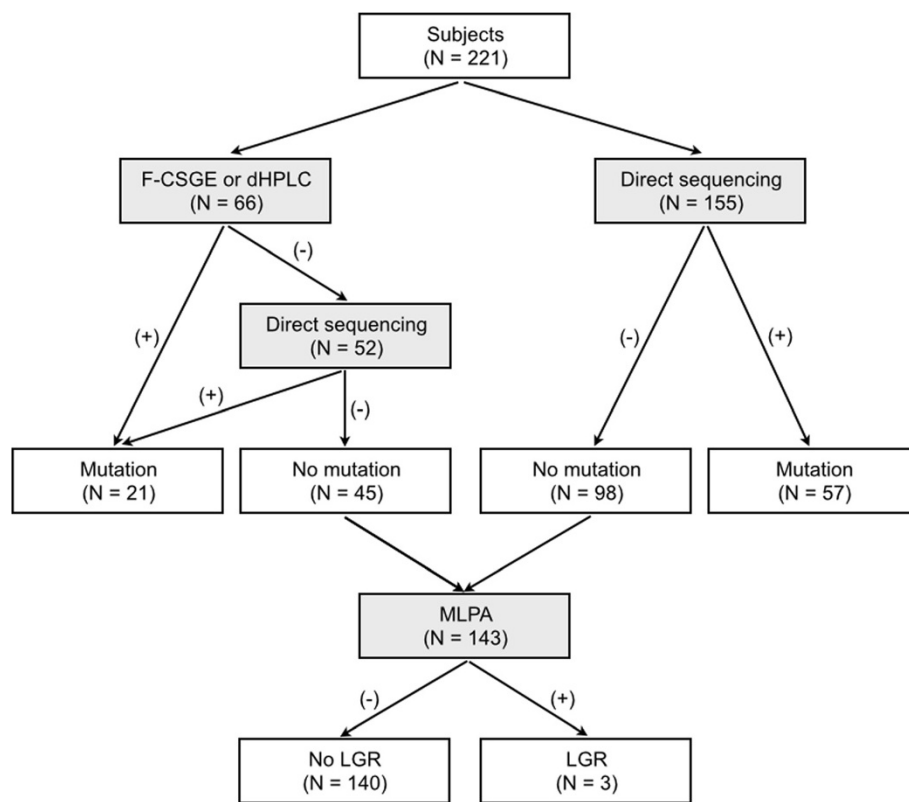 Subjects
(N = 221)
F-CSGE or dHPLC
(N = 66)
Direct sequencing
(N = 155)
(-)
Direct sequencing
(N = 52)
(+)
(-)
(+)
(+)
(-)
Mutation
(N = 21)
No mutation
(N = 45)
No mutation
(N = 98)
Mutation
(N = 57)
MLPA
(N = 143)
(-)
(+)
No LGR
(N = 140)
LGR
(N = 3)